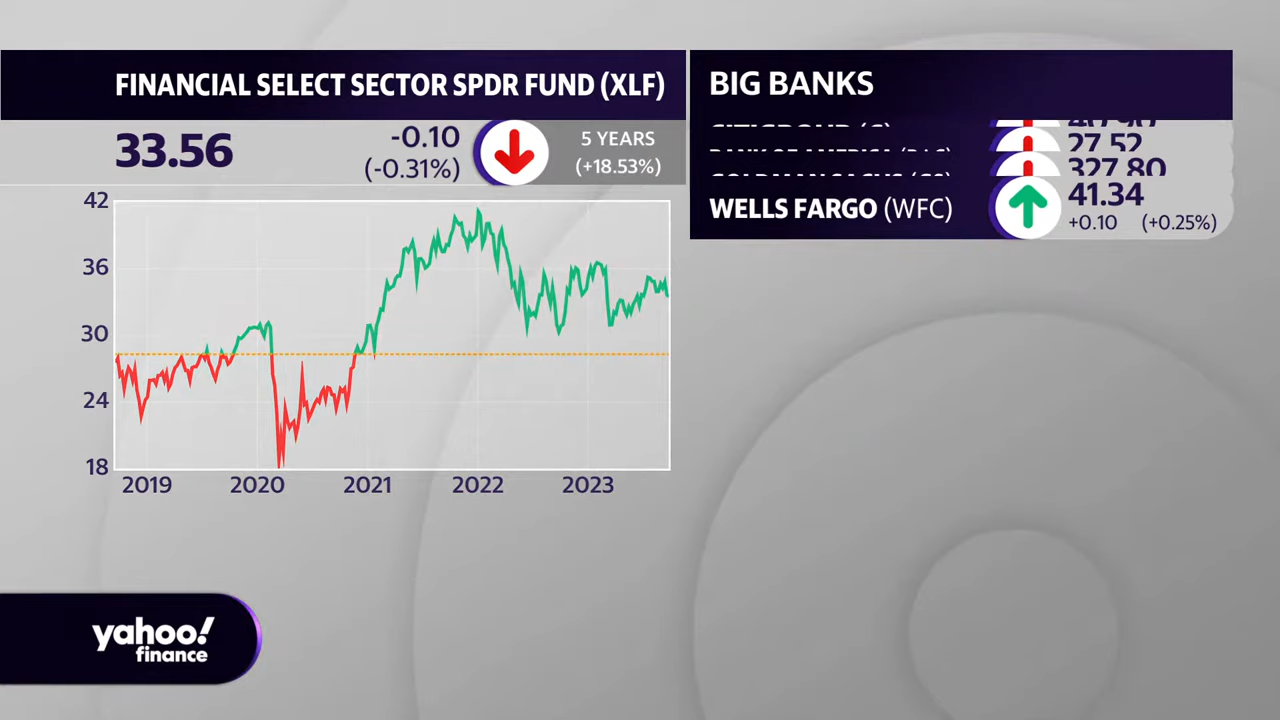 FINANCIAL SELECT SECTOR SPDR FUND (XLF)
33.56
-0.10
(-0.31%)
5 YEARS
(+18.53%)
42
36
30
24
18
2019 2020 2021 2022 2023
BIG BANKS
27.52
327.80
WELLS FARGO (WFC)
41.34
+0.10 (+0.25%)
yahoo!
finance